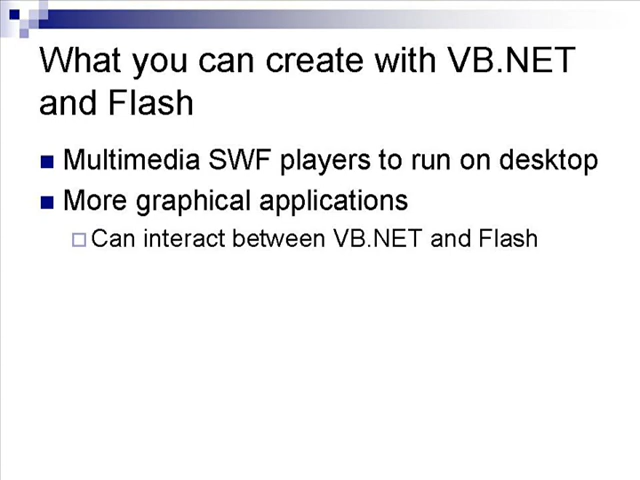 What you can create with VB.NET
and Flash
Multimedia SWF players to run on desktop
More graphical applications
Can interact between VB.NET and Flash